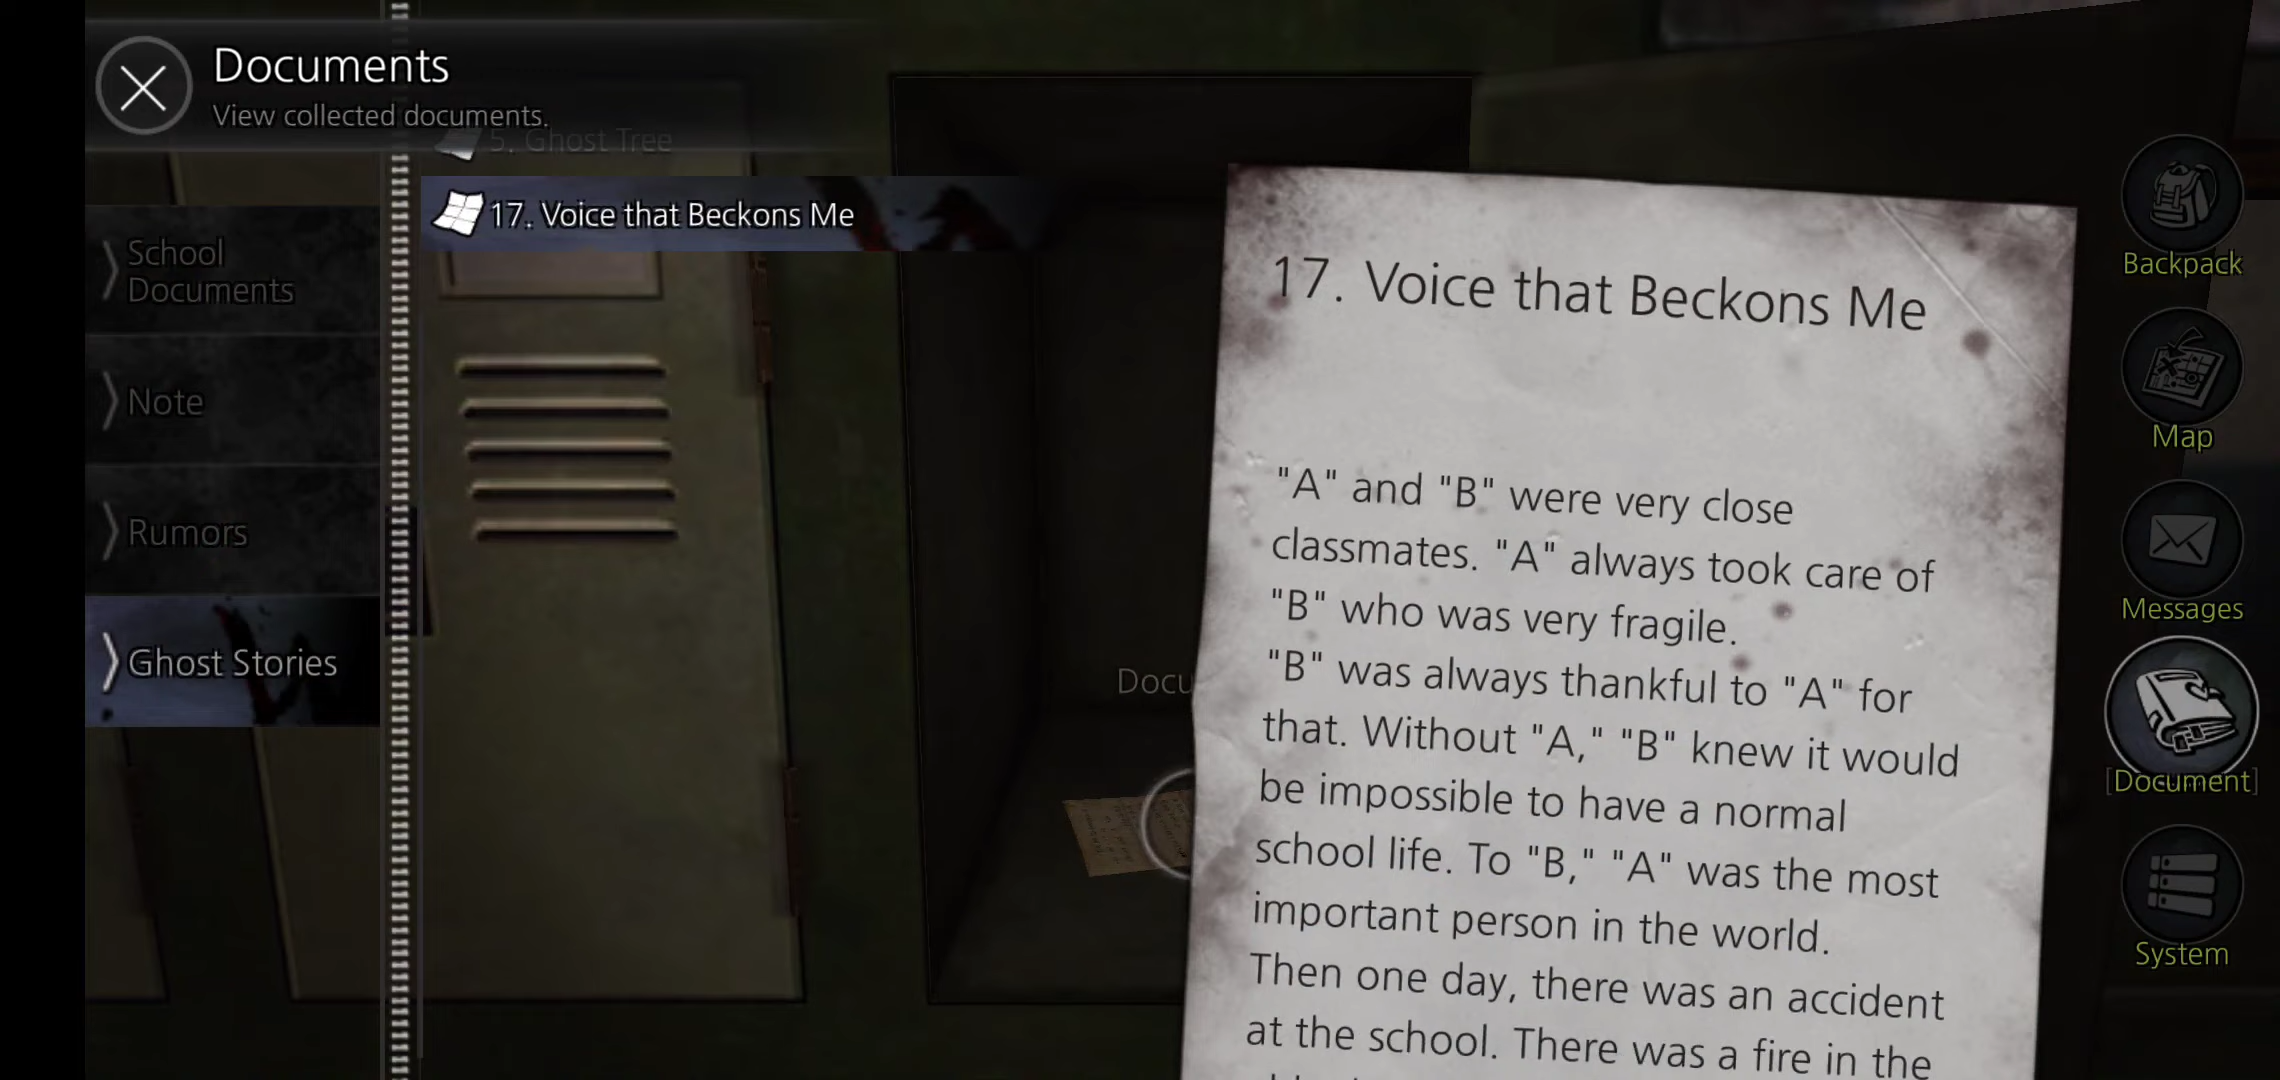 Documents
View collected documents.
5. Ghost Tree
17. Voice that Beckons Me
School
Documents
Note
Rumors
Ghost Stories
Docu
17. Voice that Beckons Me
"A" and "B" were very close
classmates. "A" always took care of
"B" who was very fragile.
"B" was always thankful to "A" for
that. Without "A," "B" knew it would
be impossible to have a normal
school life. To "B," "A" was the most
important person in the world.
Then one day, there was an accident
at the school. There was a fire in the
Backpack
Map
Messages
[Document]
System